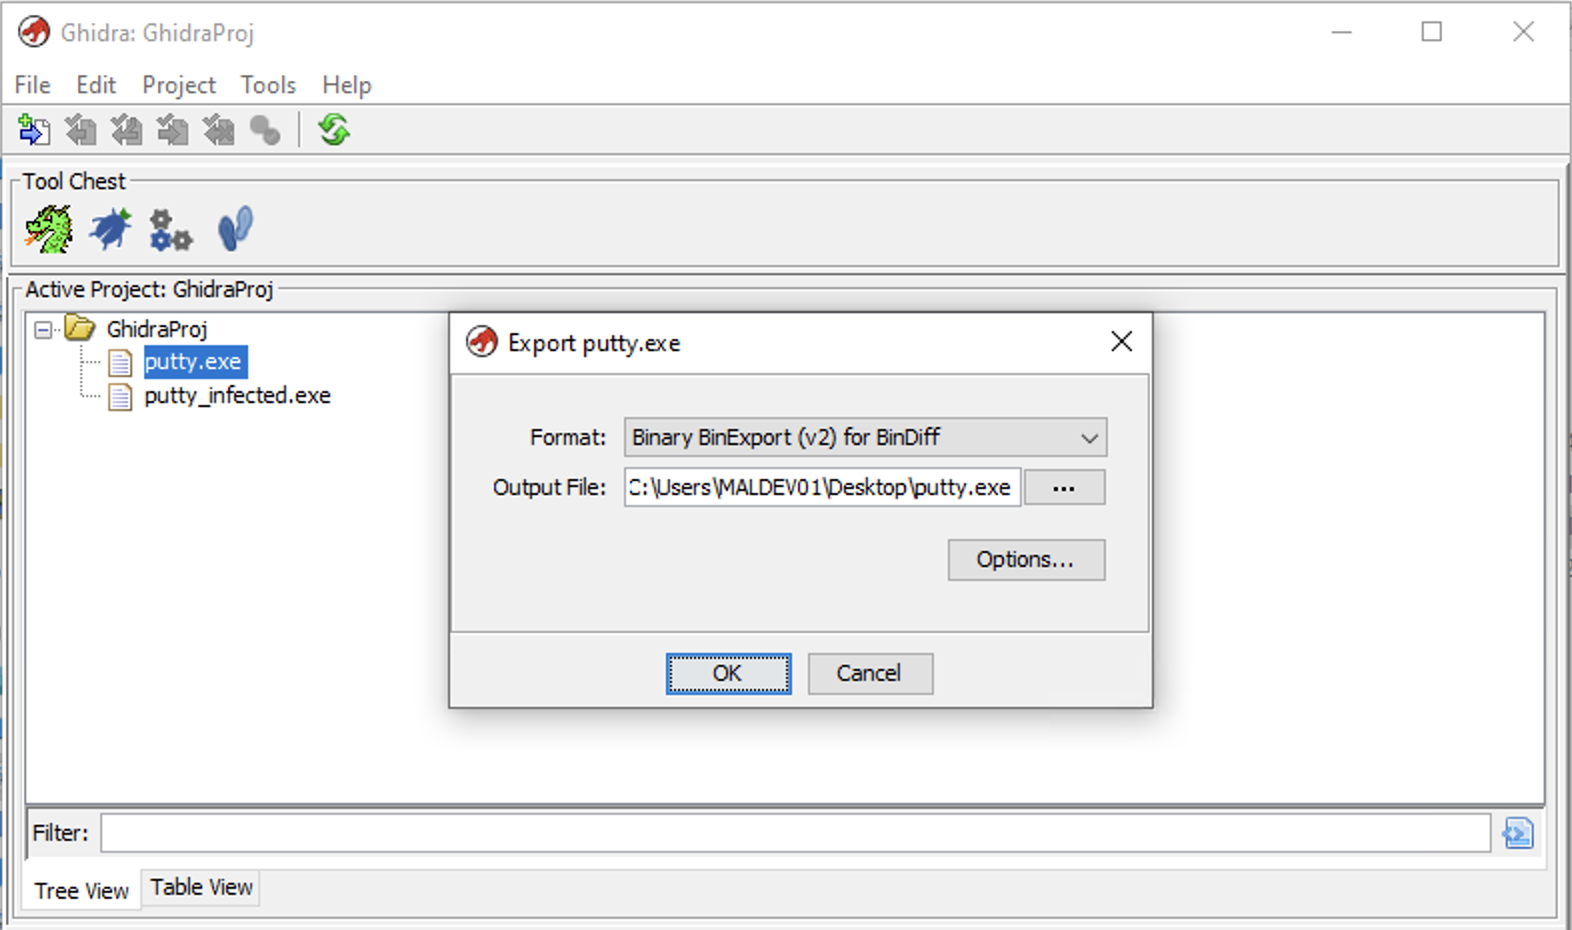 Ghidra: GhidraProj
File Edit Project Tools Help
Tool Chest
Active Project: GhidraProj
GhidraProj
putty.exe
putty_infected.exe
Export putty.exe
Format: Binary BinExport (v2) for BinDiff
Output File: C:\Users\MALDEV01\Desktop\putty.exe ...
Options...
OK Cancel
Filter:
Tree View Table View